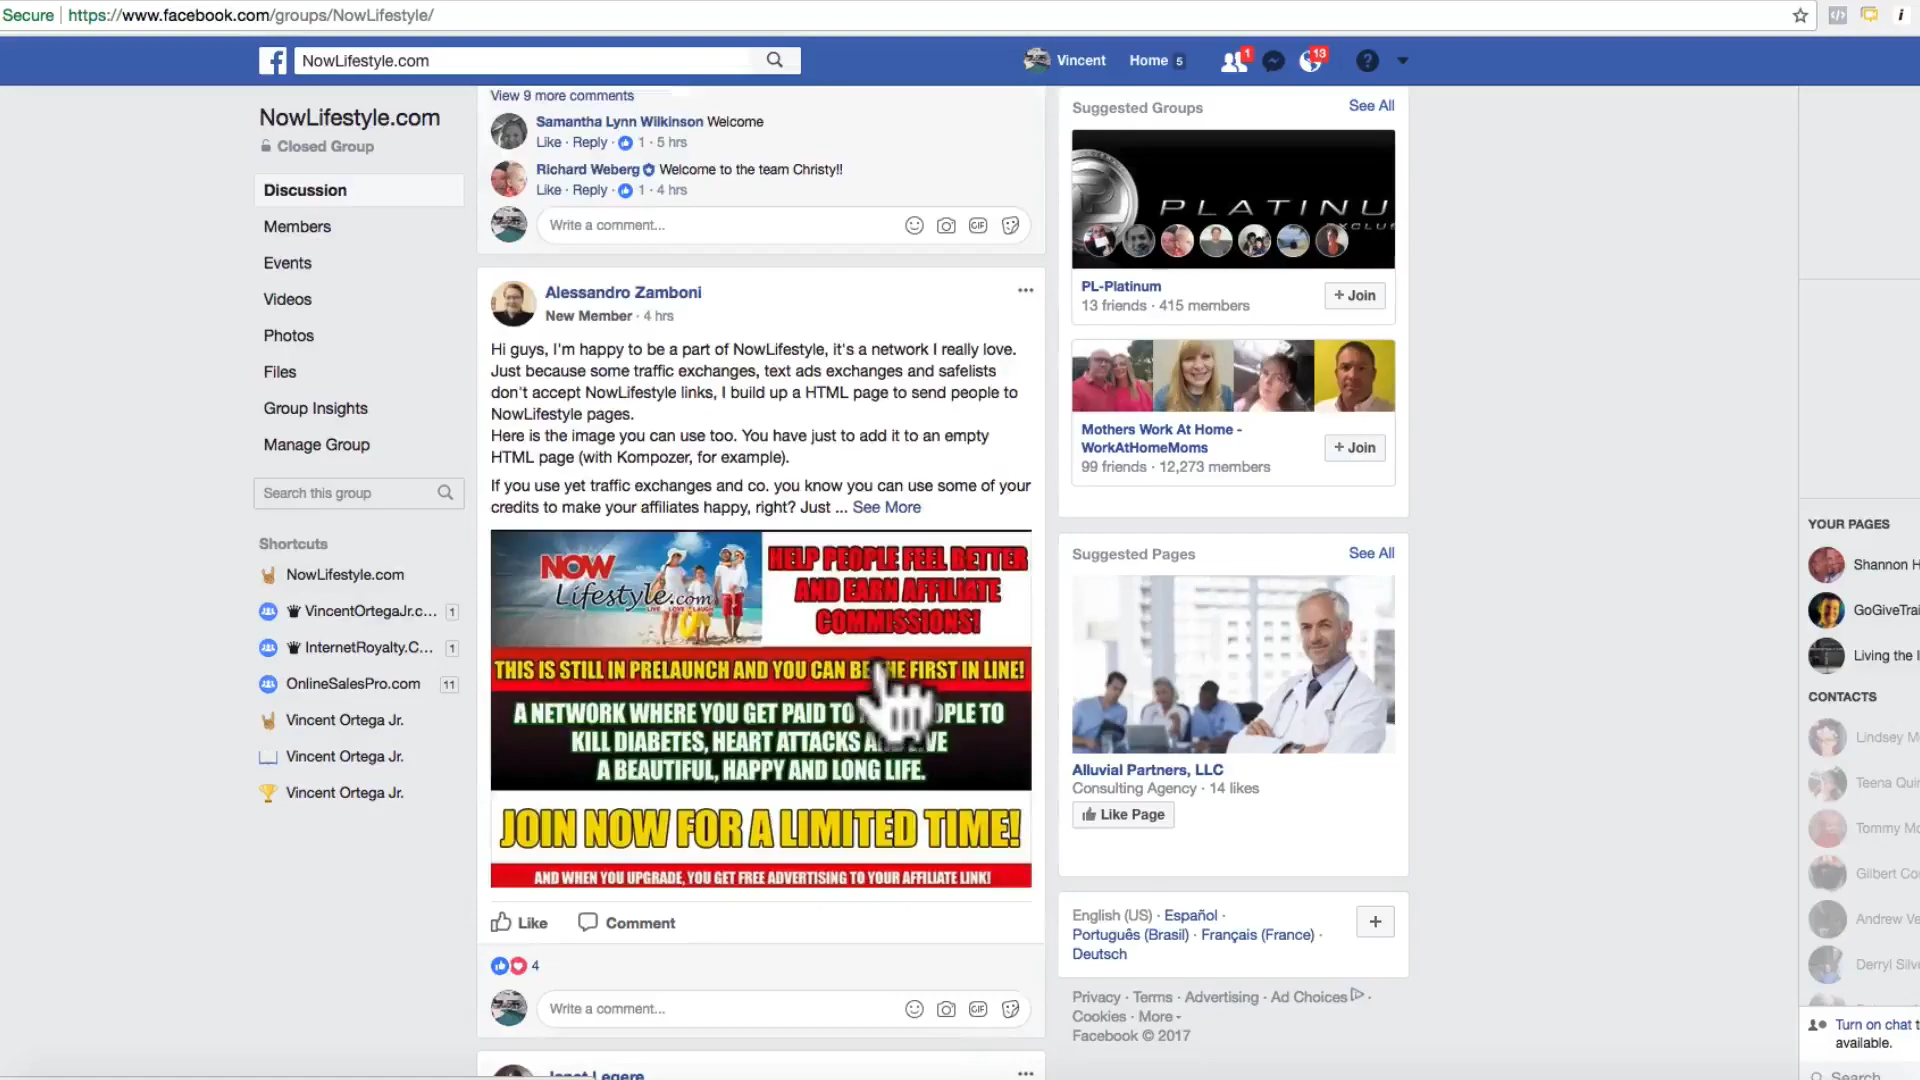 Secure https://www.facebook.com/groups/NowLifestyle/
NowLifestyle.com
Vincent
Home 5
1
13
NowLifestyle.com
Closed Group
Discussion
Members
Events
Videos
Photos
Files
Group Insights
Manage Group
Search this group
Shortcuts
NowLifestyle.com
VincentOrtegaJr.c... 1
InternetRoyalty.C... 1
OnlineSalesPro.com 11
Vincent Ortega Jr.
Vincent Ortega Jr.
Vincent Ortega Jr.
View 9 more comments
Samantha Lynn Wilkinson Welcome
Like · Reply · 1 · 5 hrs
Richard Weberg Welcome to the team Christy!!
Like · Reply · 1 · 4 hrs
Write a comment...
GIF
Alessandro Zamboni
New Member · 4 hrs
Hi guys, I'm happy to be a part of NowLifestyle, it's a network I really love.
Just because some traffic exchanges, text ads exchanges and safelists
don't accept NowLifestyle links, I build up a HTML page to send people to
NowLifestyle pages.
Here is the image you can use too. You have just to add it to an empty
HTML page (with Kompozer, for example).
If you use yet traffic exchanges and co. you know you can use some of your
credits to make your affiliates happy, right? Just ... See More
NOW
Lifestyle.com
LIVE LOVE LAUGH
HELP PEOPLE FEEL BETTER
AND EARN AFFILIATE
COMMISSIONS!
THIS IS STILL IN PRELAUNCH AND YOU CAN BE THE FIRST IN LINE!
A NETWORK WHERE YOU GET PAID TO PEOPLE TO
KILL DIABETES, HEART ATTACKS
A BEAUTIFUL, HAPPY AND LONG LIFE.
JOIN NOW FOR A LIMITED TIME!
AND WHEN YOU UPGRADE, YOU GET FREE ADVERTISING TO YOUR AFFILIATE LINK!
Like
Comment
4
Write a comment...
GIF
Janet Legere
Suggested Groups
See All
PLATINU
XCLU
PL-Platinum
13 friends · 415 members
+ Join
Mothers Work At Home -
WorkAtHomeMoms
99 friends · 12,273 members
+ Join
Suggested Pages
See All
Alluvial Partners, LLC
Consulting Agency · 14 likes
Like Page
English (US) · Español ·
Português (Brasil) · Français (France) ·
Deutsch
+
Privacy · Terms · Advertising · Ad Choices ·
Cookies · More
Facebook © 2017
YOUR PAGES
Shannon H
GoGiveTrai
Living the I
CONTACTS
Lindsey M
Teena Qui
Tommy Mc
Gilbert Co
Andrew Ve
Derryl Silv
Turn on chat t
available.
Search